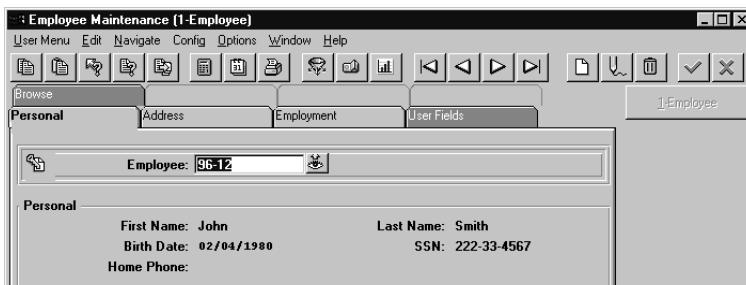 Employee Maintenance (1-Employee)
User Menu Edit Navigate Config Options Window Help
Browse
1-Employee
Personal Address Employment User Fields
Employee: 96-12
Personal
First Name: John Last Name: Smith
Birth Date: 02/04/1980 SSN: 222-33-4567
Home Phone: